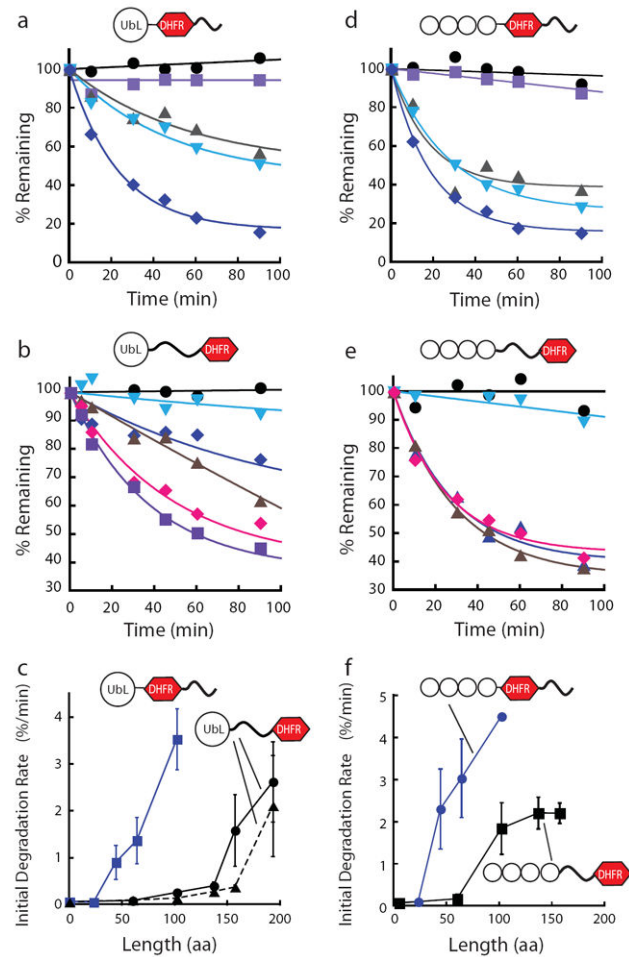 a
UbL DHFR
100
80
60
40
20
0
% Remaining
0 20 40 60 80 100
Time (min)
d
DHFR
100
80
60
40
20
0
% Remaining
0 20 40 60 80 100
Time (min)
b
UbL DHFR
100
90
80
70
60
50
40
30
% Remaining
0 20 40 60 80 100
Time (min)
e
DHFR
100
90
80
70
60
50
40
30
% Remaining
0 20 40 60 80 100
Time (min)
c
UbL DHFR
UbL DHFR
4
3
2
1
0
Initial Degradation Rate (%/min)
0 50 100 150 200
Length (aa)
f
DHFR
DHFR
5
4
3
2
1
0
Initial Degradation Rate (%/min)
0 50 100 150 200
Length (aa)